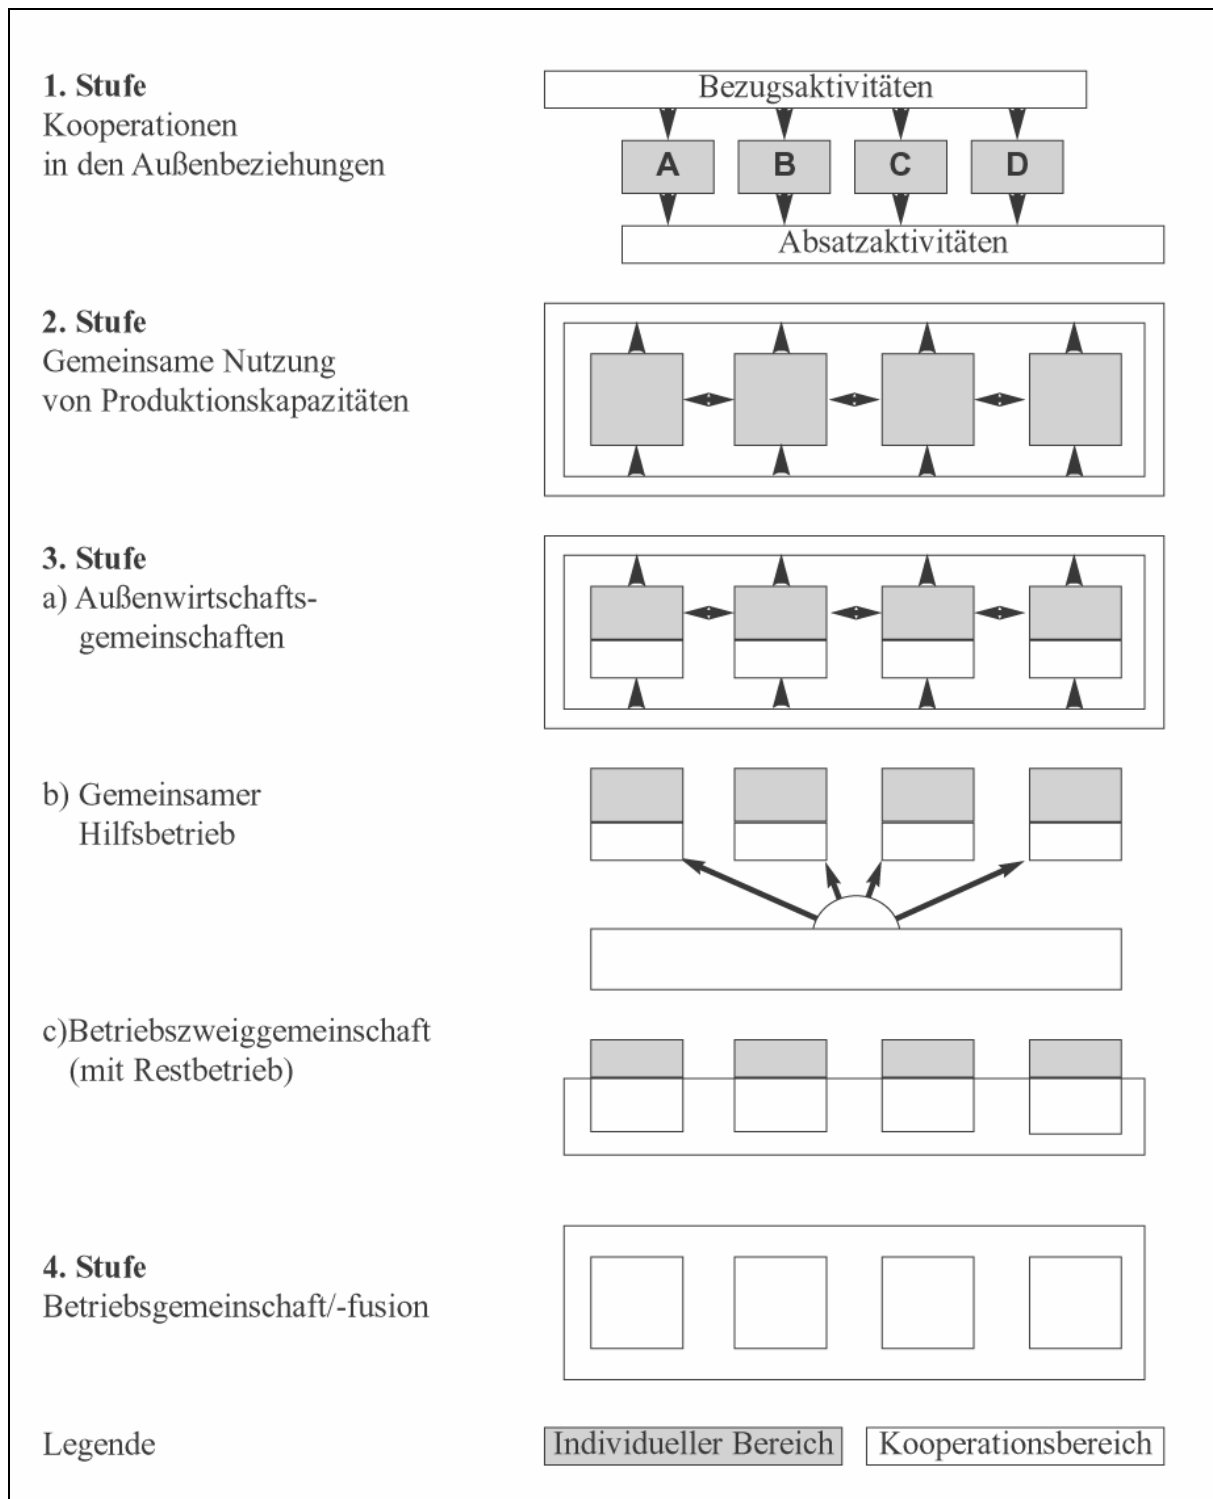 1. Stufe
Kooperationen
in den Außenbeziehungen
Bezugsaktivitäten
A B C D
Absatzaktivitäten
2. Stufe
Gemeinsame Nutzung
von Produktionskapazitäten
3. Stufe
a) Außenwirtschafts-
gemeinschaften
b) Gemeinsamer
Hilfsbetrieb
c)Betriebszweiggemeinschaft
(mit Restbetrieb)
4. Stufe
Betriebsgemeinschaft/-fusion
Legende
Individueller Bereich
Kooperationsbereich